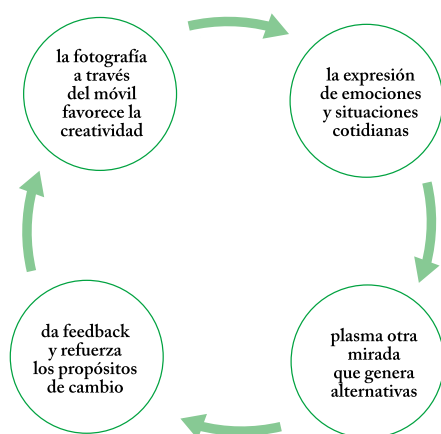 la fotografía
a través
del móvil
favorece la
creatividad
la expresión
de emociones
y situaciones
cotidianas
plasma otra
mirada
que genera
alternativas
da feedback
y refuerza
los propósitos
de cambio